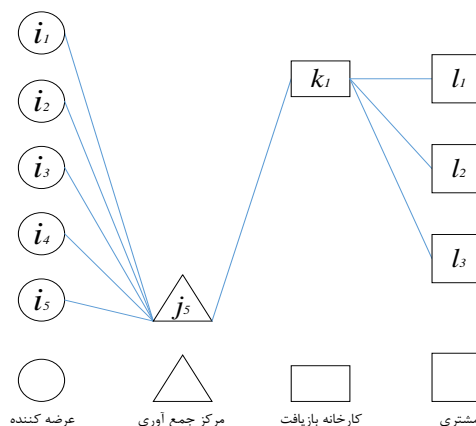 i1
i2
i3
i4
i5
j5
k1
l1
l2
l3
عرضه کننده
مرکز جمع آوری
کارخانه بازیافت
مشتری